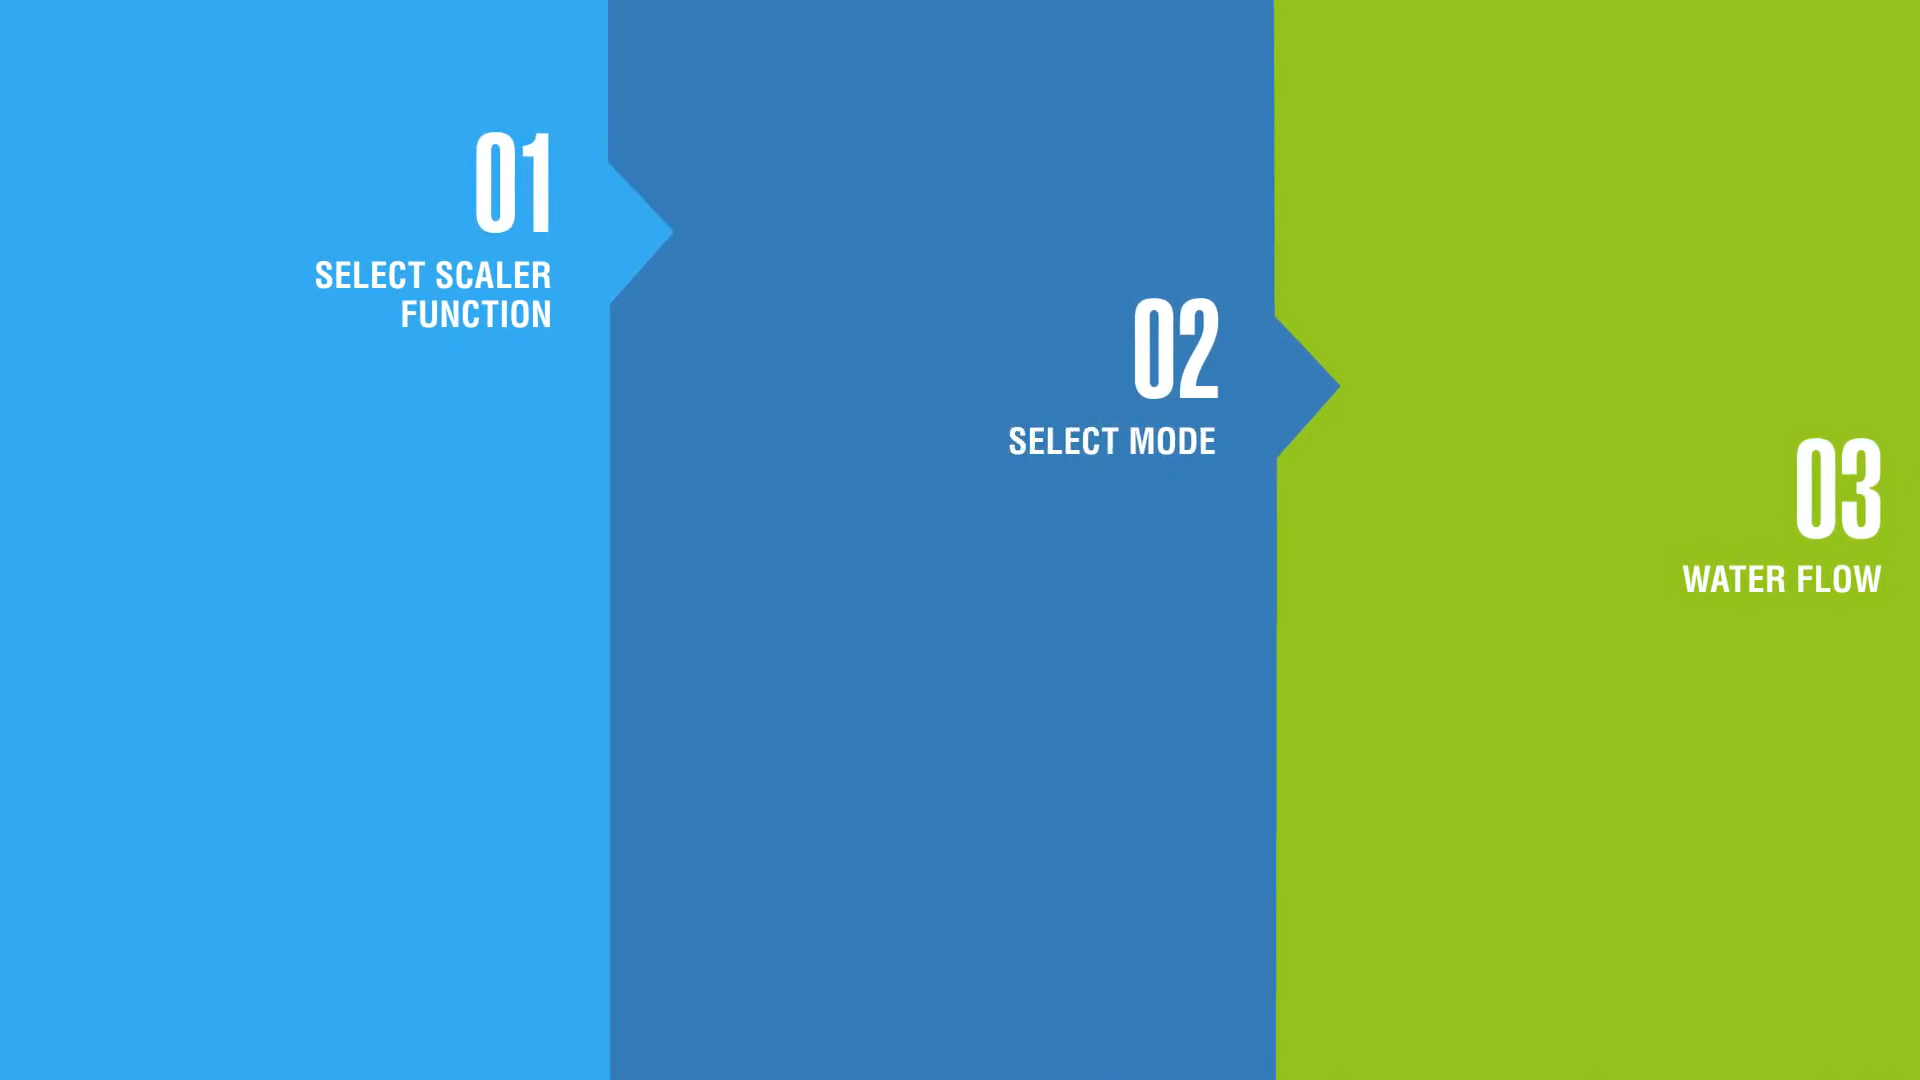 01
SELECT SCALER
FUNCTION
02
SELECT MODE
03
WATER FLOW